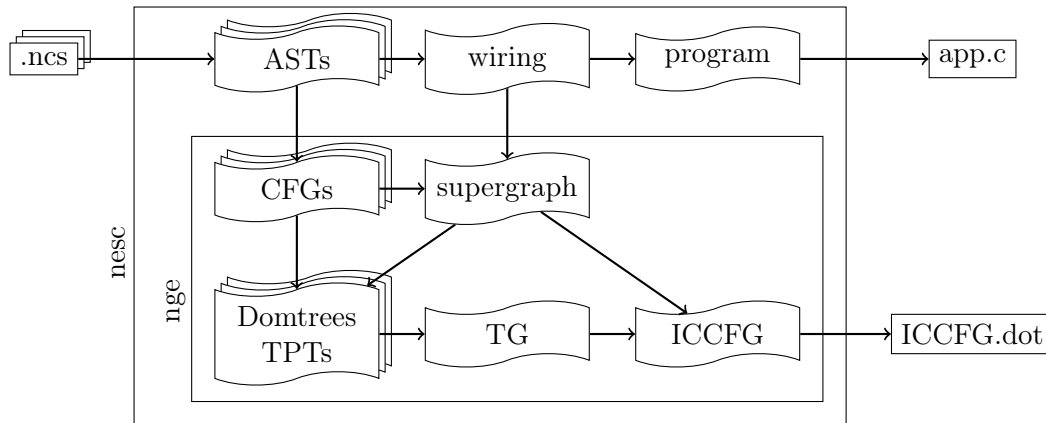 .ncs
ASTs
wiring
program
app.c
CFGs
supergraph
nesc
nge
Domtrees
TPTs
TG
ICCFG
ICCFG.dot